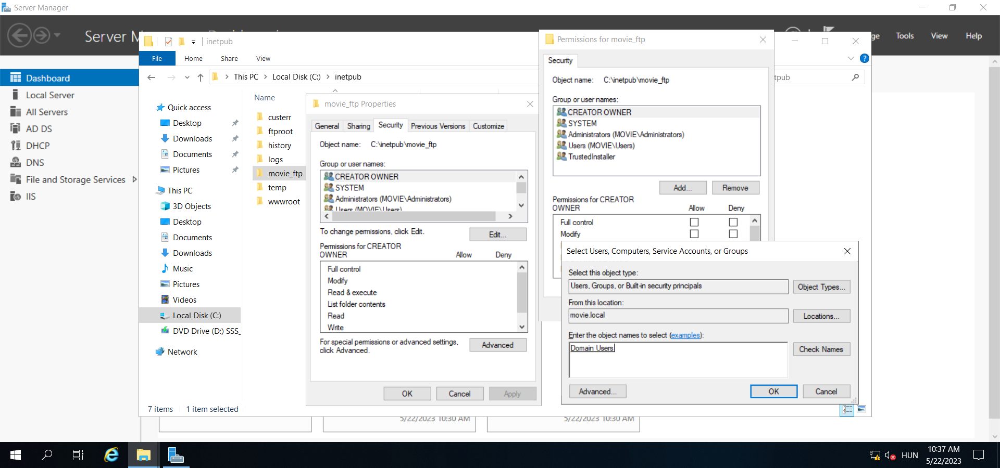 Server Manager
Server M
ge
Tools
View
Help
Dashboard
Local Server
All Servers
AD DS
DHCP
DNS
File and Storage Services
IIS
inetpub
File
Home
Share
View
This PC
Local Disk (C:)
inetpub
tpub
Quick access
Desktop
Downloads
Documents
Pictures
This PC
3D Objects
Desktop
Documents
Downloads
Music
Pictures
Videos
Local Disk (C:)
DVD Drive (D:) SSS_
Network
Name
custerr
ftproot
history
logs
movie_ftp
temp
wwwroot
7 items
1 item selected
movie_ftp Properties
General
Sharing
Security
Previous Versions
Customize
Object name: C:\inetpub\movie_ftp
Group or user names:
CREATOR OWNER
SYSTEM
Administrators (MOVIE\Administrators)
Users (MOVIE\Users)
To change permissions, click Edit.
Edit...
Permissions for CREATOR
OWNER
Allow
Deny
Full control
Modify
Read & execute
List folder contents
Read
Write
For special permissions or advanced settings,
click Advanced.
Advanced
OK
Cancel
Apply
Permissions for movie_ftp
Security
Object name: C:\inetpub\movie_ftp
Group or user names:
CREATOR OWNER
SYSTEM
Administrators (MOVIE\Administrators)
Users (MOVIE\Users)
TrustedInstaller
Add...
Remove
Permissions for CREATOR
OWNER
Allow
Deny
Full control
Modify
Select Users, Computers, Service Accounts, or Groups
Select this object type:
Users, Groups, or Built-in security principals
Object Types...
From this location:
movie.local
Locations...
Enter the object names to select (examples):
Domain Users
Check Names
Advanced...
OK
Cancel
5/22/2023 10:30 AM
5/22/2023 10:30 AM
HUN
10:37 AM
5/22/2023